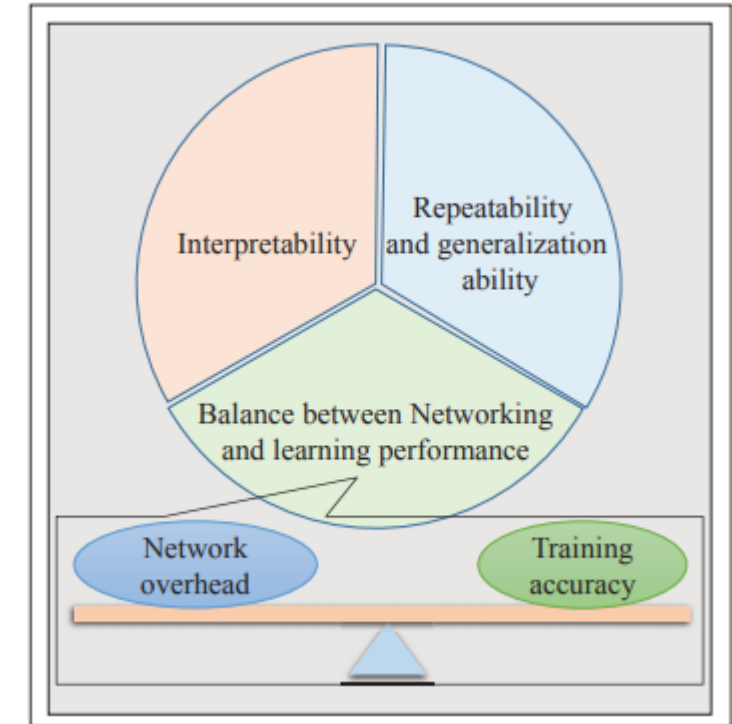 Interpretability
Repeatability
and generalization
ability
Balance between Networking
and learning performance
Network
overhead
Training
accuracy